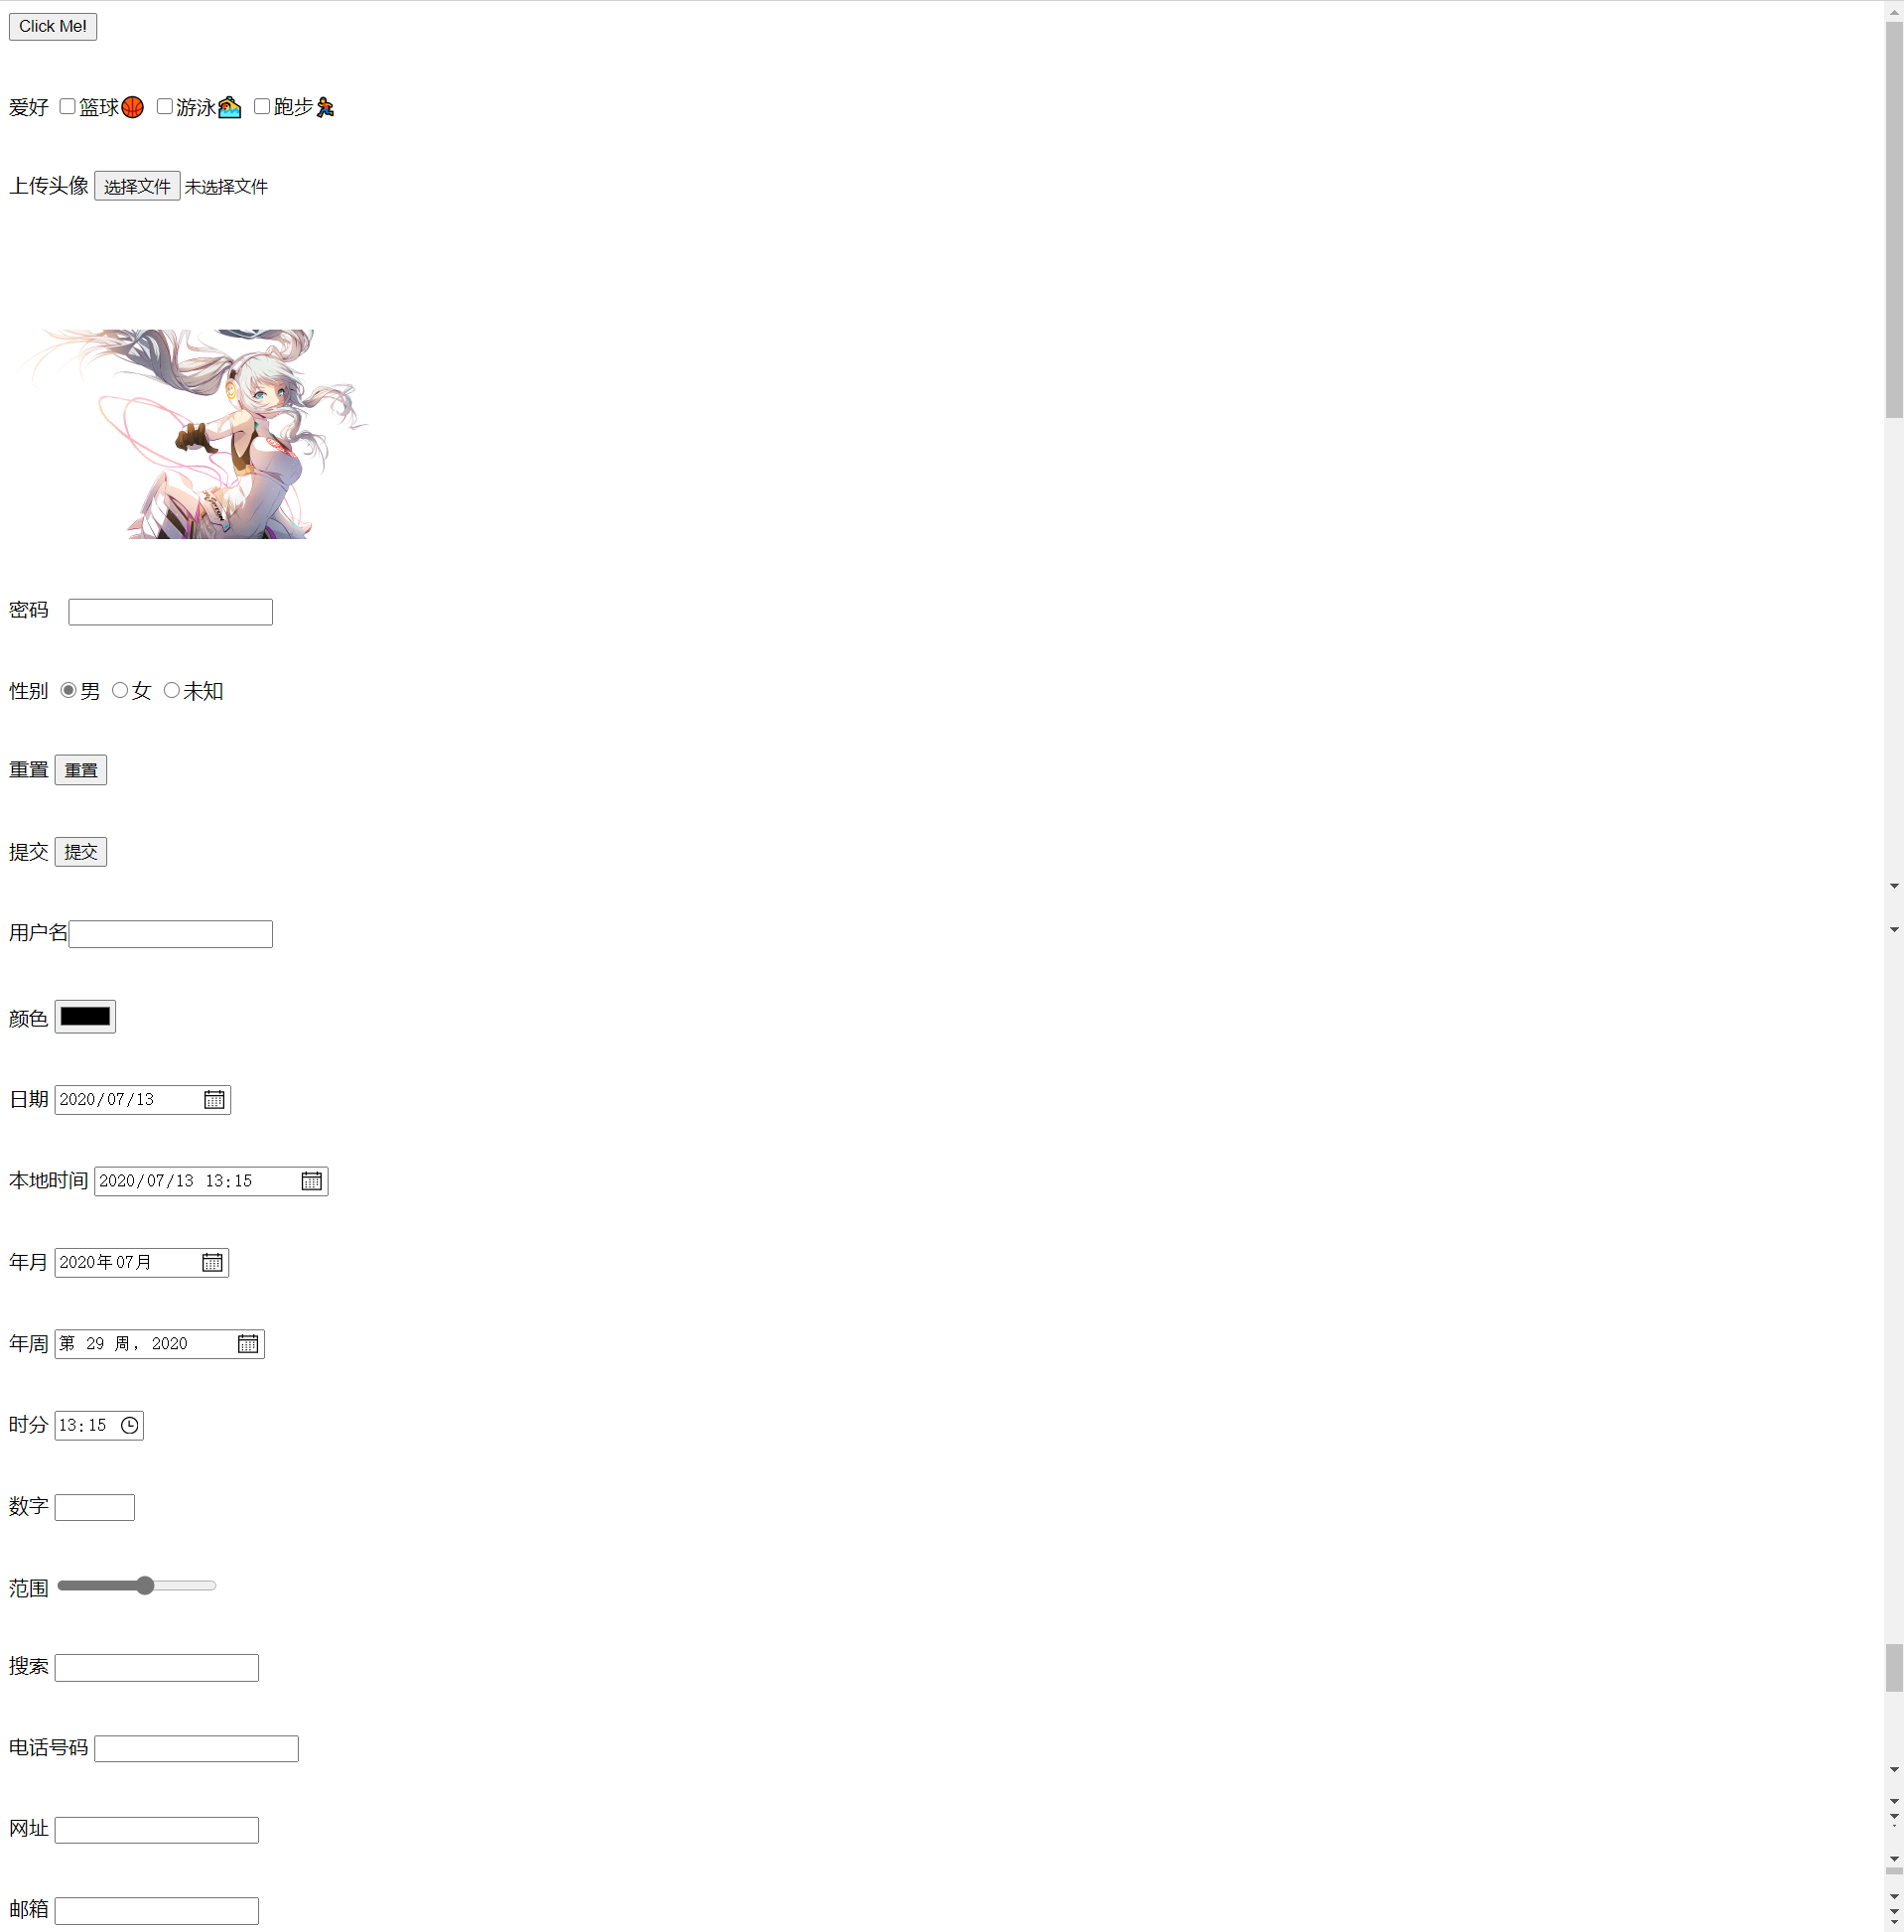 Click Me!
爱好 篮球🏀 游泳🏊 跑步🏃
上传头像 选择文件 未选择文件
密码
性别 男 女 未知
重置 重置
提交 提交
用户名
颜色
日期 2020/07/13
本地时间 2020/07/13 13:15
年月 2020年07月
年周 第 29 周, 2020
时分 13:15
数字
范围
搜索
电话号码
网址
邮箱